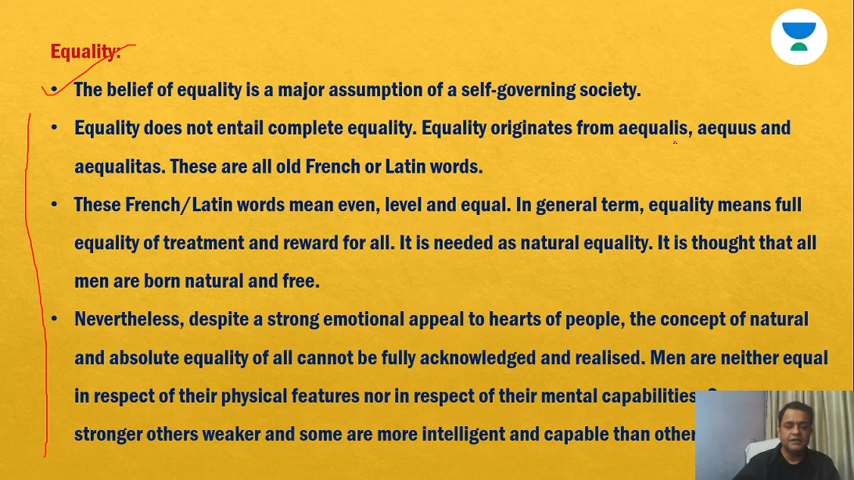 Equality:
• The belief of equality is a major assumption of a self-governing society.
• Equality does not entail complete equality. Equality originates from aequalis, aequus and
aequalitas. These are all old French or Latin words.
• These French/Latin words mean even, level and equal. In general term, equality means full
equality of treatment and reward for all. It is needed as natural equality. It is thought that all
men are born natural and free.
• Nevertheless, despite a strong emotional appeal to hearts of people, the concept of natural
and absolute equality of all cannot be fully acknowledged and realised. Men are neither equal
in respect of their physical features nor in respect of their mental capabilities.
stronger others weaker and some are more intelligent and capable than